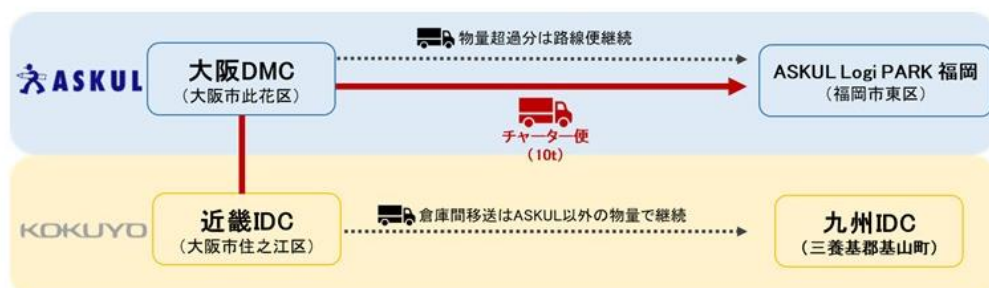 物量超過分は路線便継続
ASKUL
大阪DMC
(大阪市此花区)
ASKUL Logi PARK 福岡
(福岡市東区)
チャーター便
(10t)
KOKUYO
近畿IDC
(大阪市住之江区)
倉庫間移送はASKUL以外の物量で継続
九州IDC
(三養基郡基山町)